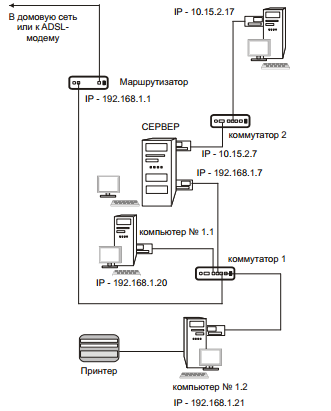 В домовую сеть
или к ADSL-
модему
IP - 10.15.2.17
Маршрутизатор
IP - 192.168.1.1
коммутатор 2
СЕРВЕР
IP - 10.15.2.7
IP - 192.168.1.7
компьютер № 1.1
коммутатор 1
IP - 192.168.1.20
Принтер
компьютер № 1.2
IP - 192.168.1.21